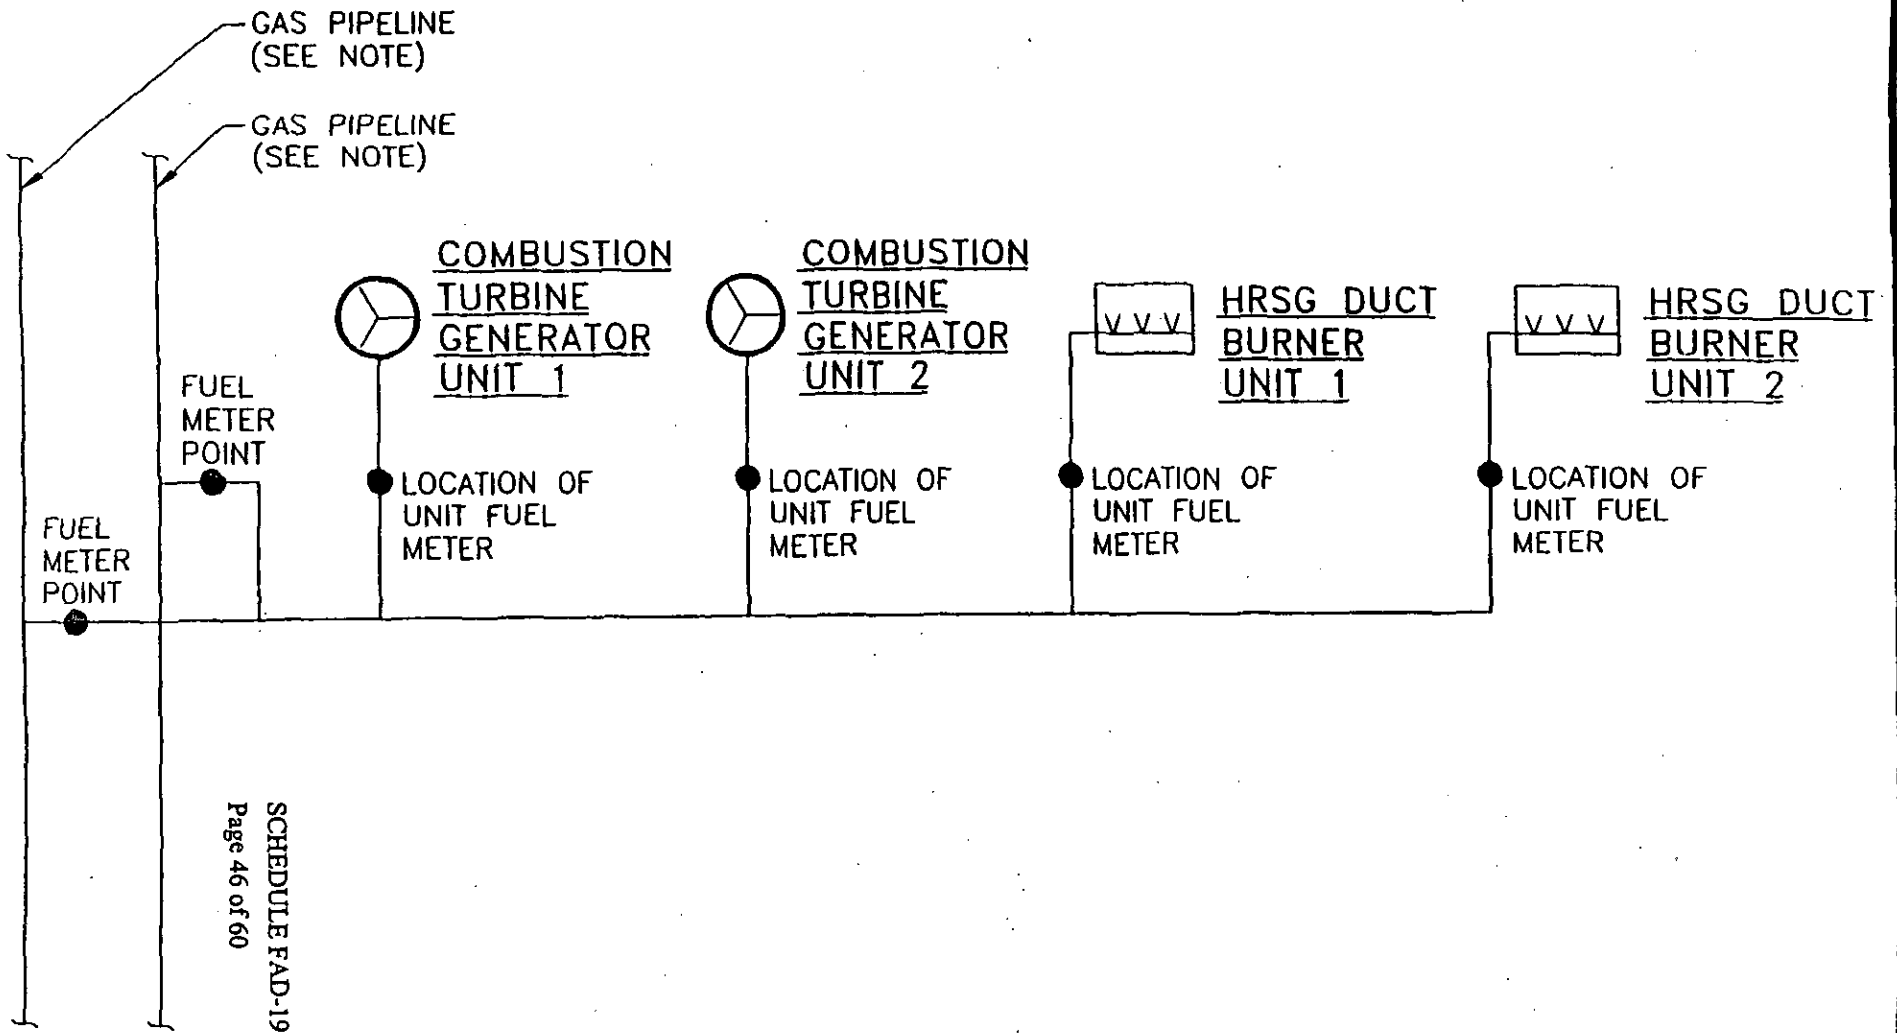 GAS PIPELINE
(SEE NOTE)
GAS PIPELINE
(SEE NOTE)
COMBUSTION
TURBINE
GENERATOR
UNIT 1
COMBUSTION
TURBINE
GENERATOR
UNIT 2
HRSG DUCT
BURNER
UNIT 1
HRSG DUCT
BURNER
UNIT 2
FUEL
METER
POINT
LOCATION OF
UNIT FUEL
METER
LOCATION OF
UNIT FUEL
METER
LOCATION OF
UNIT FUEL
METER
LOCATION OF
UNIT FUEL
METER
FUEL
METER
POINT
SCHEDULE FAD-19
Page 46 of 60